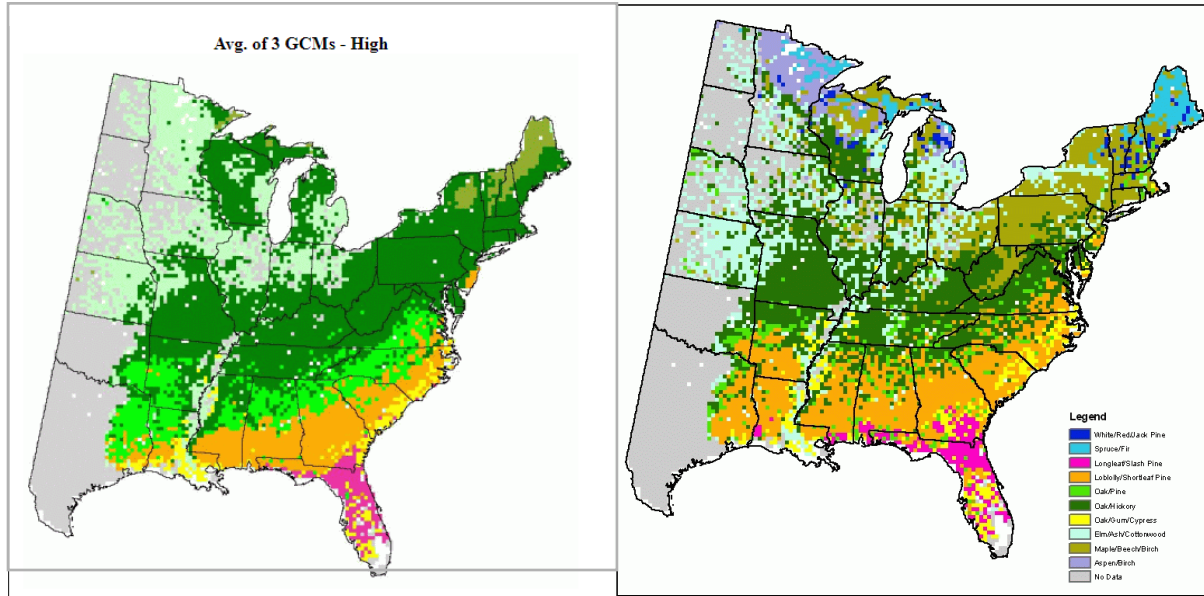 Avg. of 3 GCMs - High
Legend
White/Red/Jack Pine
Spruce/Fir
Longleaf/Slash Pine
Loblolly/Shortleaf Pine
Oak/Pine
Oak/Hickory
Oak/Gum/Cypress
Elm/Ash/Cottonwood
Maple/Beech/Birch
Aspen/Birch
No Data